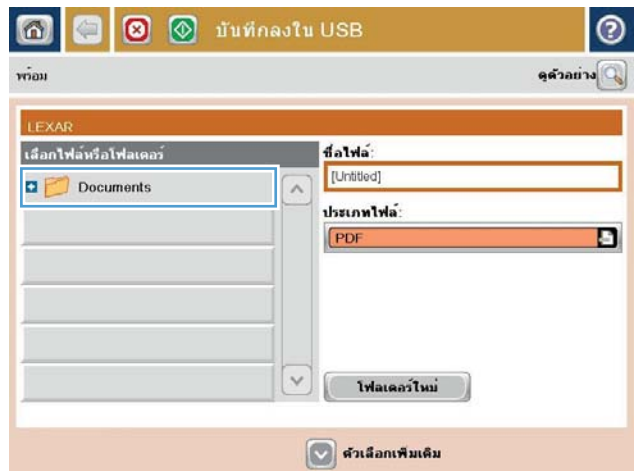 บันทึกลงใน USB
พร้อม
ดูตัวอย่าง
LEXAR
เลือกไฟล์หรือโฟลเดอร์
Documents
ชื่อไฟล์:
[Untitled]
ประเภทไฟล์:
PDF
โฟลเดอร์ใหม่
ตัวเลือกเพิ่มเติม